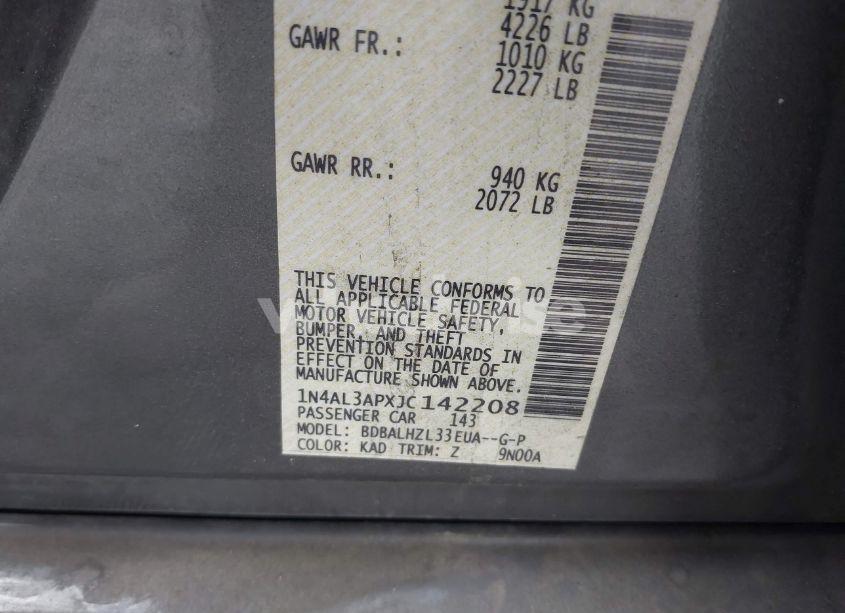 1917 KG
4226 LB
GAWR FR.: 1010 KG
2227 LB
GAWR RR.: 940 KG
2072 LB
THIS VEHICLE CONFORMS TO
ALL APPLICABLE FEDERAL
MOTOR VEHICLE SAFETY,
BUMPER, AND THEFT
PREVENTION STANDARDS IN
EFFECT ON THE DATE OF
MANUFACTURE SHOWN ABOVE.
1N4AL3APXJC142208
PASSENGER CAR 143
MODEL: BDBALHZL33EUA--G-P
COLOR: KAD TRIM: Z 9N00A